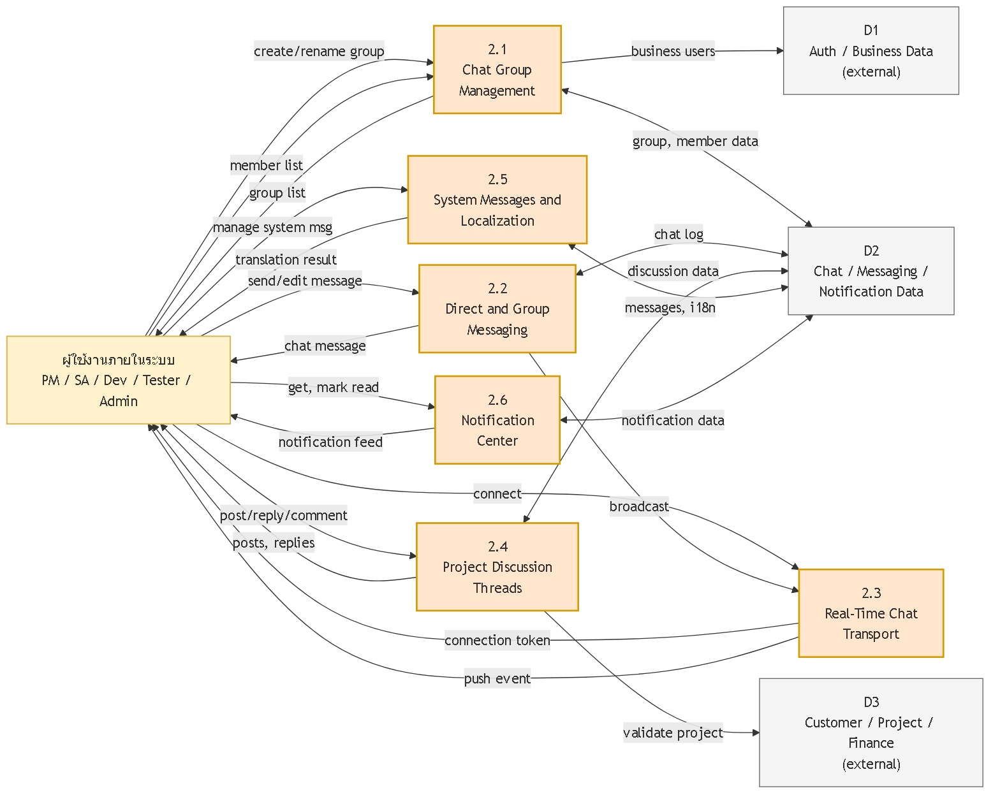 create/rename group
2.1
Chat Group
Management
business users
D1
Auth / Business Data
(external)
member list
group list
group, member data
2.5
System Messages and
Localization
manage system msg
translation result
send/edit message
chat log
discussion data
messages, i18n
D2
Chat / Messaging /
Notification Data
2.2
Direct and Group
Messaging
chat message
ผู้ใช้งานภายในระบบ
PM / SA / Dev / Tester /
Admin
get, mark read
2.6
Notification
Center
notification data
notification feed
connect
broadcast
post/reply/comment
posts, replies
2.4
Project Discussion
Threads
2.3
Real-Time Chat
Transport
connection token
push event
validate project
D3
Customer / Project /
Finance
(external)